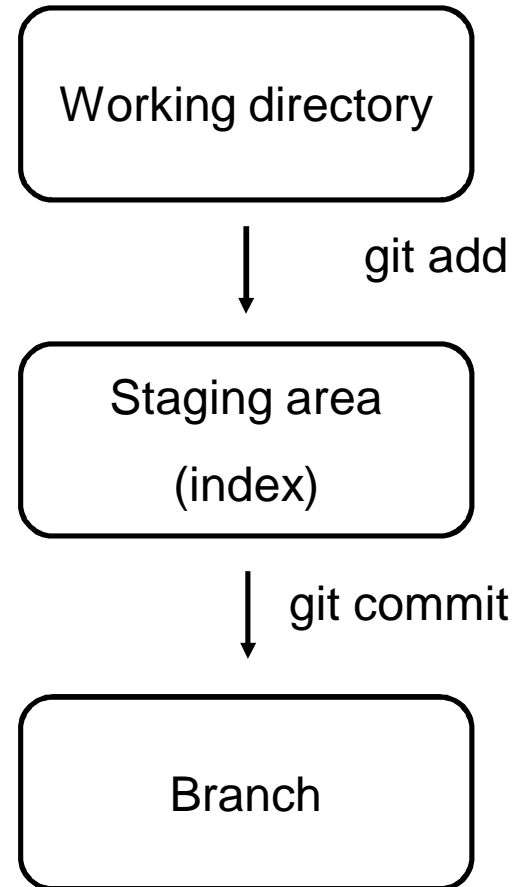 Working directory
git add
Staging area
(index)
git commit
Branch